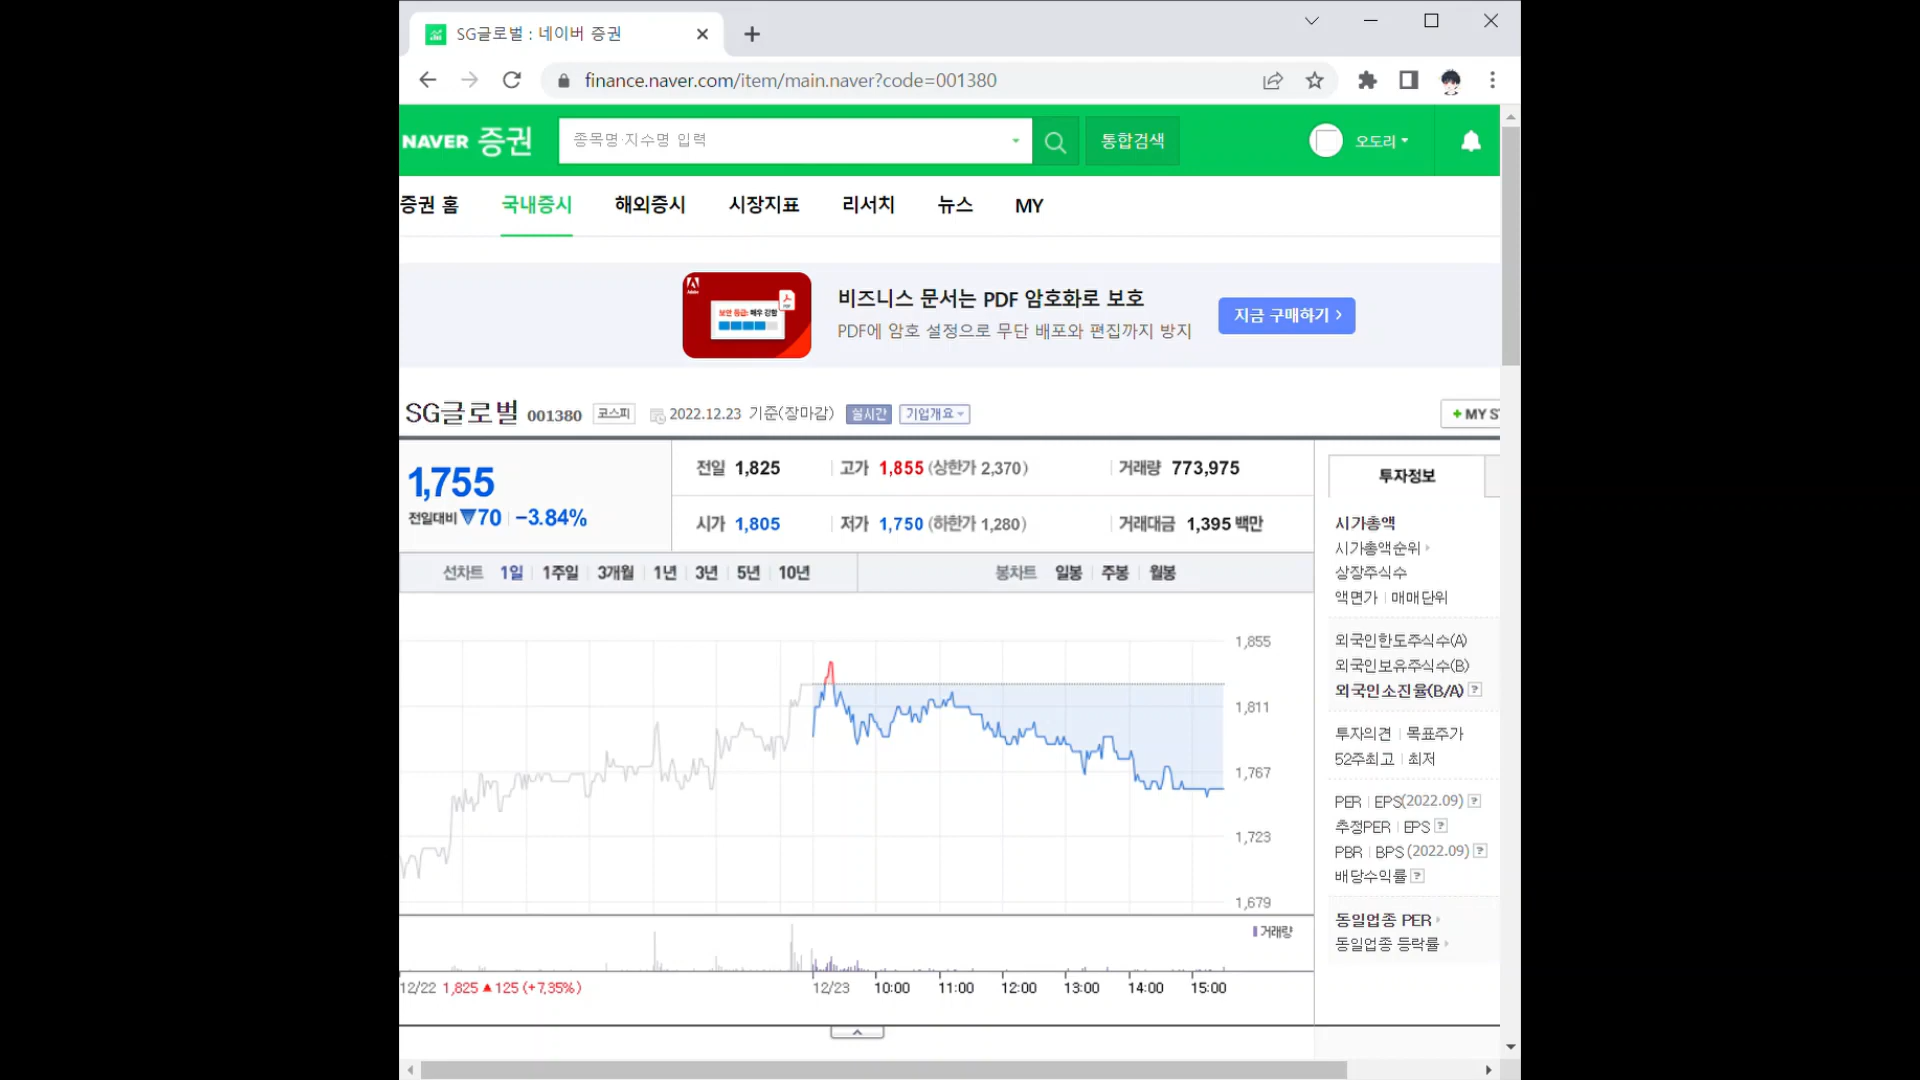 SG글로벌 : 네이버 증권
finance.naver.com/item/main.naver?code=001380
NAVER 증권
종목명·지수명 입력
통합검색
오도리
증권 홈 국내증시 해외증시 시장지표 리서치 뉴스 MY
Adobe
보안 등급: 매우 강함
PDF
비즈니스 문서는 PDF 암호화로 보호
PDF에 암호 설정으로 무단 배포와 편집까지 방지
지금 구매하기 >
SG글로벌 001380 코스피 2022.12.23 기준(장마감) 실시간 기업개요
+ MY S
1,755
전일대비 ▼70 | -3.84%
전일 1,825 | 고가 1,855 (상한가 2,370) | 거래량 773,975
시가 1,805 | 저가 1,750 (하한가 1,280) | 거래대금 1,395 백만
선차트 1일 1주일 3개월 1년 3년 5년 10년
봉차트 일봉 주봉 월봉
1,855
1,811
1,767
1,723
1,679
거래량
12/22 1,825 ▲125 (+7.35%)
12/23 10:00 11:00 12:00 13:00 14:00 15:00
투자정보
시가총액
시가총액순위
상장주식수
액면가 | 매매단위
외국인한도주식수(A)
외국인보유주식수(B)
외국인소진율(B/A) ?
투자의견 | 목표주가
52주최고 | 최저
PER | EPS(2022.09) ?
추정PER | EPS ?
PBR | BPS (2022.09) ?
배당수익률 ?
동일업종 PER
동일업종 등락률